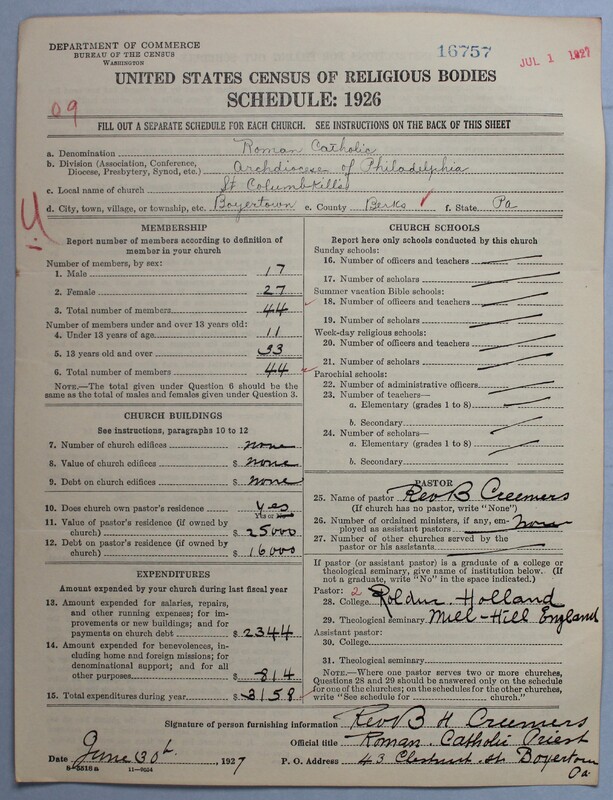 DEPARTMENT OF COMMERCE
BUREAU OF THE CENSUS
WASHINGTON
16757
JUL 1 1927
UNITED STATES CENSUS OF RELIGIOUS BODIES
SCHEDULE: 1926
09
FILL OUT A SEPARATE SCHEDULE FOR EACH CHURCH. SEE INSTRUCTIONS ON THE BACK OF THIS SHEET
a. Denomination Roman Catholic
b. Division (Association, Conference, Diocese, Presbytery, Synod, etc.) Archdiocese of Philadelphia
c. Local name of church St Columbkill's
d. City, town, village, or township, etc. Boyertown e. County Berks f. State Pa
MEMBERSHIP
Report number of members according to definition of
member in your church
Number of members, by sex:
1. Male 17
2. Female 27
3. Total number of members 44
Number of members under and over 13 years old:
4. Under 13 years of age 11
5. 13 years old and over 33
6. Total number of members 44
NOTE.—The total given under Question 6 should be the
same as the total of males and females given under Question 3.
CHURCH BUILDINGS
See instructions, paragraphs 10 to 12
7. Number of church edifices none
8. Value of church edifices $ none
9. Debt on church edifices $ none
10. Does church own pastor's residence Yes
Yes or No
11. Value of pastor's residence (if owned by
church) $ 25000
12. Debt on pastor's residence (if owned by
church) $ 16000
EXPENDITURES
Amount expended by your church during last fiscal year
13. Amount expended for salaries, repairs,
and other running expenses; for im-
provements or new buildings; and for
payments on church debt $ 2344
14. Amount expended for benevolences,
including home and foreign missions; for
denominational support; and for all
other purposes $ 814
15. Total expenditures during year $ 3158
CHURCH SCHOOLS
Report here only schools conducted by this church
Sunday schools:
16. Number of officers and teachers
17. Number of scholars
Summer vacation Bible schools:
18. Number of officers and teachers
19. Number of scholars
Week-day religious schools:
20. Number of officers and teachers
21. Number of scholars
Parochial schools:
22. Number of administrative officers
23. Number of teachers—
a. Elementary (grades 1 to 8)
b. Secondary
24. Number of scholars—
a. Elementary (grades 1 to 8)
b. Secondary
PASTOR
25. Name of pastor Rev B Creemers
(If church has no pastor, write "None")
26. Number of ordained ministers, if any, em-
ployed as assistant pastors None
27. Number of other churches served by the
pastor or his assistants
If pastor (or assistant pastor) is a graduate of a college or
theological seminary, give name of institution below. (If
not a graduate, write "No" in the space indicated.)
Pastor: 2
28. College Rolduc. Holland
29. Theological seminary Mill-Hill England
Assistant pastor:
30. College
31. Theological seminary
NOTE.—Where one pastor serves two or more churches,
Questions 28 and 29 should be answered only on the schedule
for one of the churches; on the schedules for the other churches,
write "See schedule for church."
Signature of person furnishing information Rev B H Creemers
Official title Roman Catholic Priest
Date June 30th, 1927 P. O. Address 43 Chestnut St Boyertown
Pa
8-5518a 11-9024